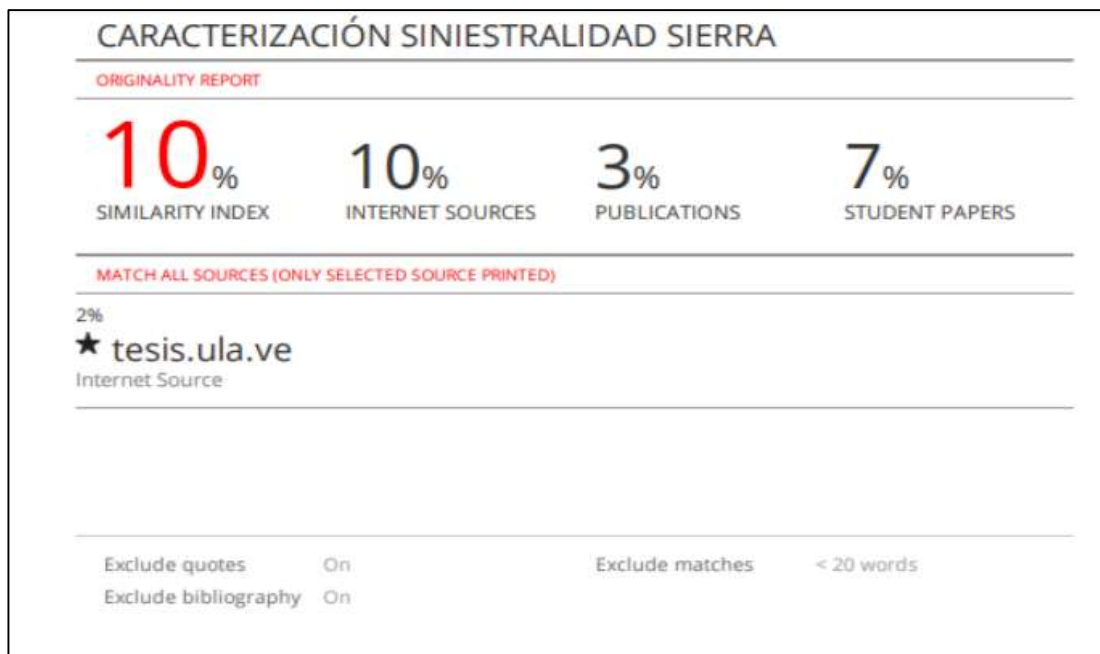 CARACTERIZACIÓN SINIESTRALIDAD SIERRA
ORIGINALITY REPORT
10% 10% 3% 7%
SIMILARITY INDEX INTERNET SOURCES PUBLICATIONS STUDENT PAPERS
MATCH ALL SOURCES (ONLY SELECTED SOURCE PRINTED)
2%
★ tesis.ula.ve
Internet Source
Exclude quotes On Exclude matches < 20 words
Exclude bibliography On